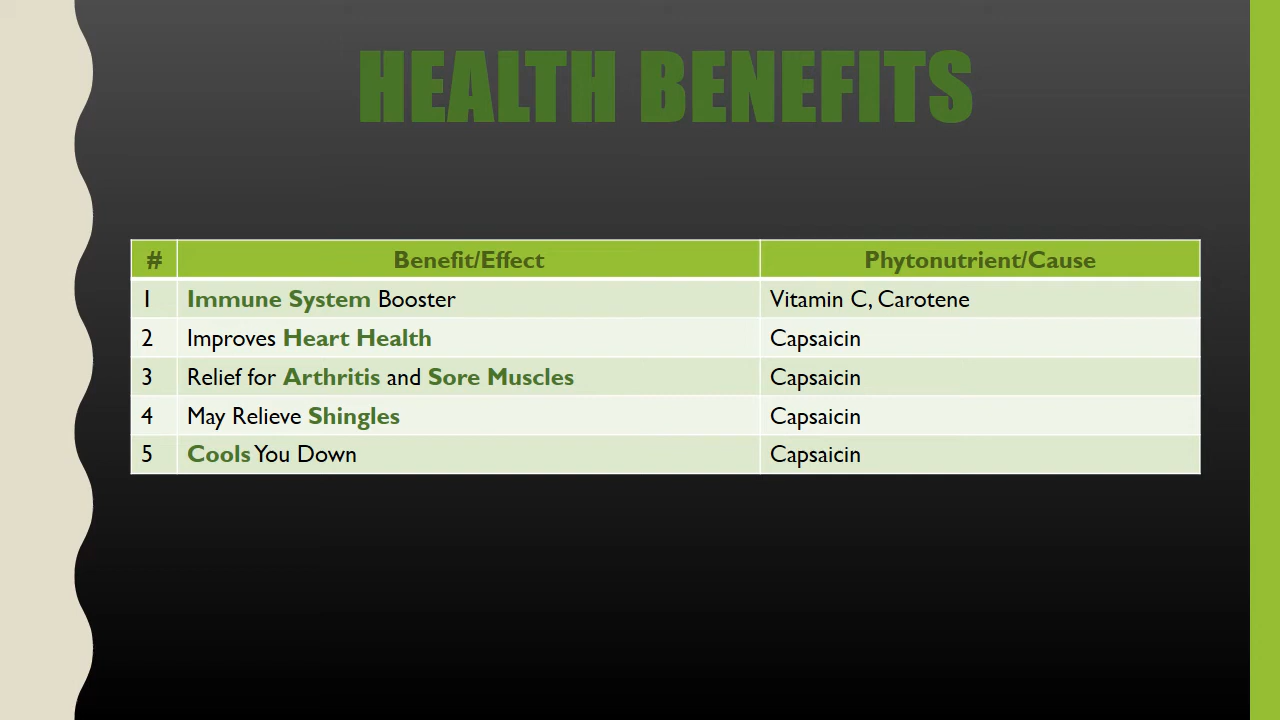 HEALTH BENEFITS
# Benefit/Effect Phytonutrient/Cause
1 Immune System Booster Vitamin C, Carotene
2 Improves Heart Health Capsaicin
3 Relief for Arthritis and Sore Muscles Capsaicin
4 May Relieve Shingles Capsaicin
5 Cools You Down Capsaicin